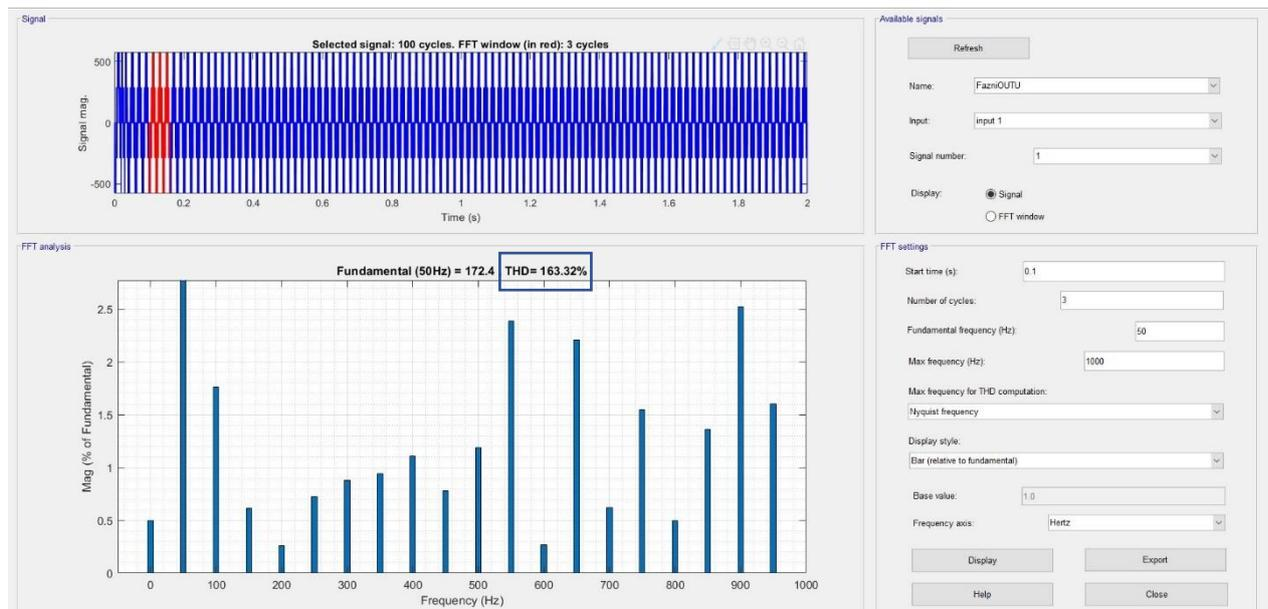 Signal
Selected signal: 100 cycles. FFT window (in red): 3 cycles
500
0
-500
Signal mag.
0 0.2 0.4 0.6 0.8 1 1.2 1.4 1.6 1.8 2
Time (s)
FFT analysis
Fundamental (50Hz) = 172.4 THD= 163.32%
2.5
2
1.5
1
0.5
0
Mag (% of Fundamental)
0 100 200 300 400 500 600 700 800 900 1000
Frequency (Hz)
Available signals
Refresh
Name: FazniOUTU
Input: input 1
Signal number: 1
Display: Signal
FFT window
FFT settings
Start time (s): 0.1
Number of cycles: 3
Fundamental frequency (Hz): 50
Max frequency (Hz): 1000
Max frequency for THD computation:
Nyquist frequency
Display style:
Bar (relative to fundamental)
Base value: 1.0
Frequency axis: Hertz
Display Export
Help Close